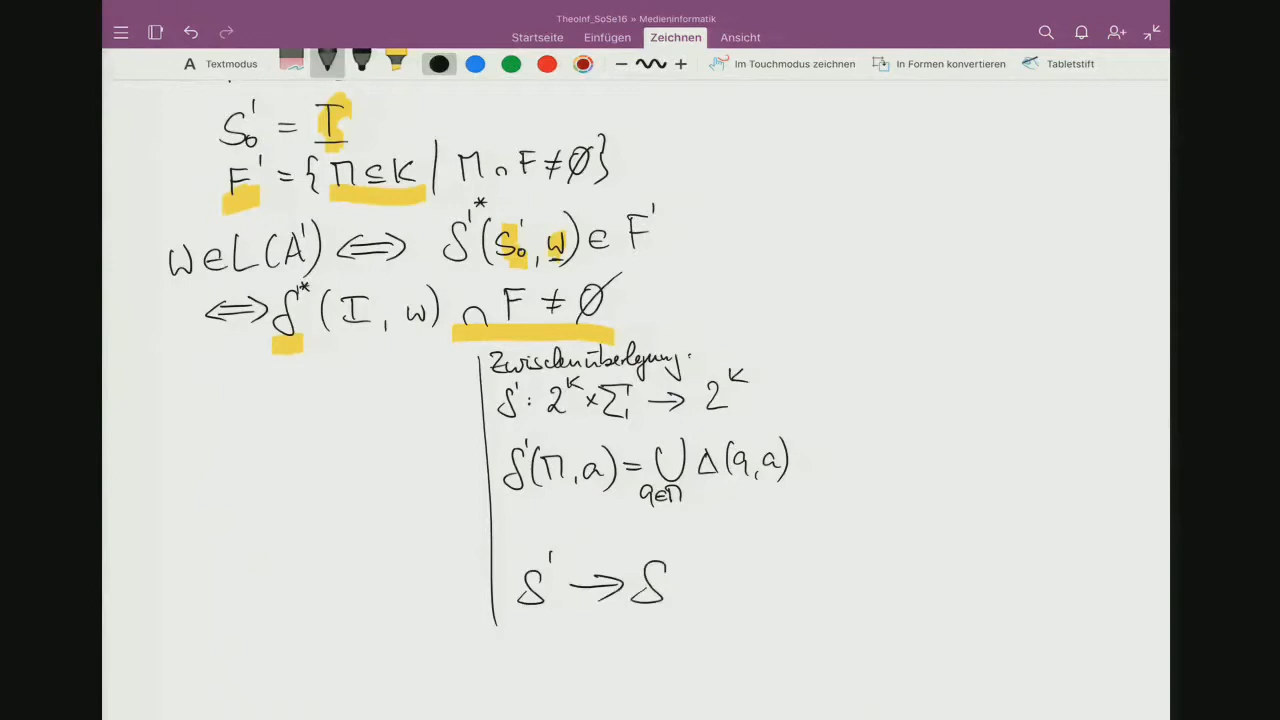 TheoInf_SoSe16 » Medieninformatik
Startseite Einfügen Zeichnen Ansicht
A Textmodus Im Touchmodus zeichnen In Formen konvertieren Tabletstift
S₀' = I
F' = {M ⊆ K | M ∩ F ≠ ∅}
w ∈ L(A') ⟺ δ'*(S₀', w) ∈ F'
⟺ δ'*(I, w) ∩ F ≠ ∅
Zwischenüberlegung:
δ': 2^K × Σ → 2^K
δ'(M, a) = ⋃ Δ(q, a)
q ∈ M
δ' → δ